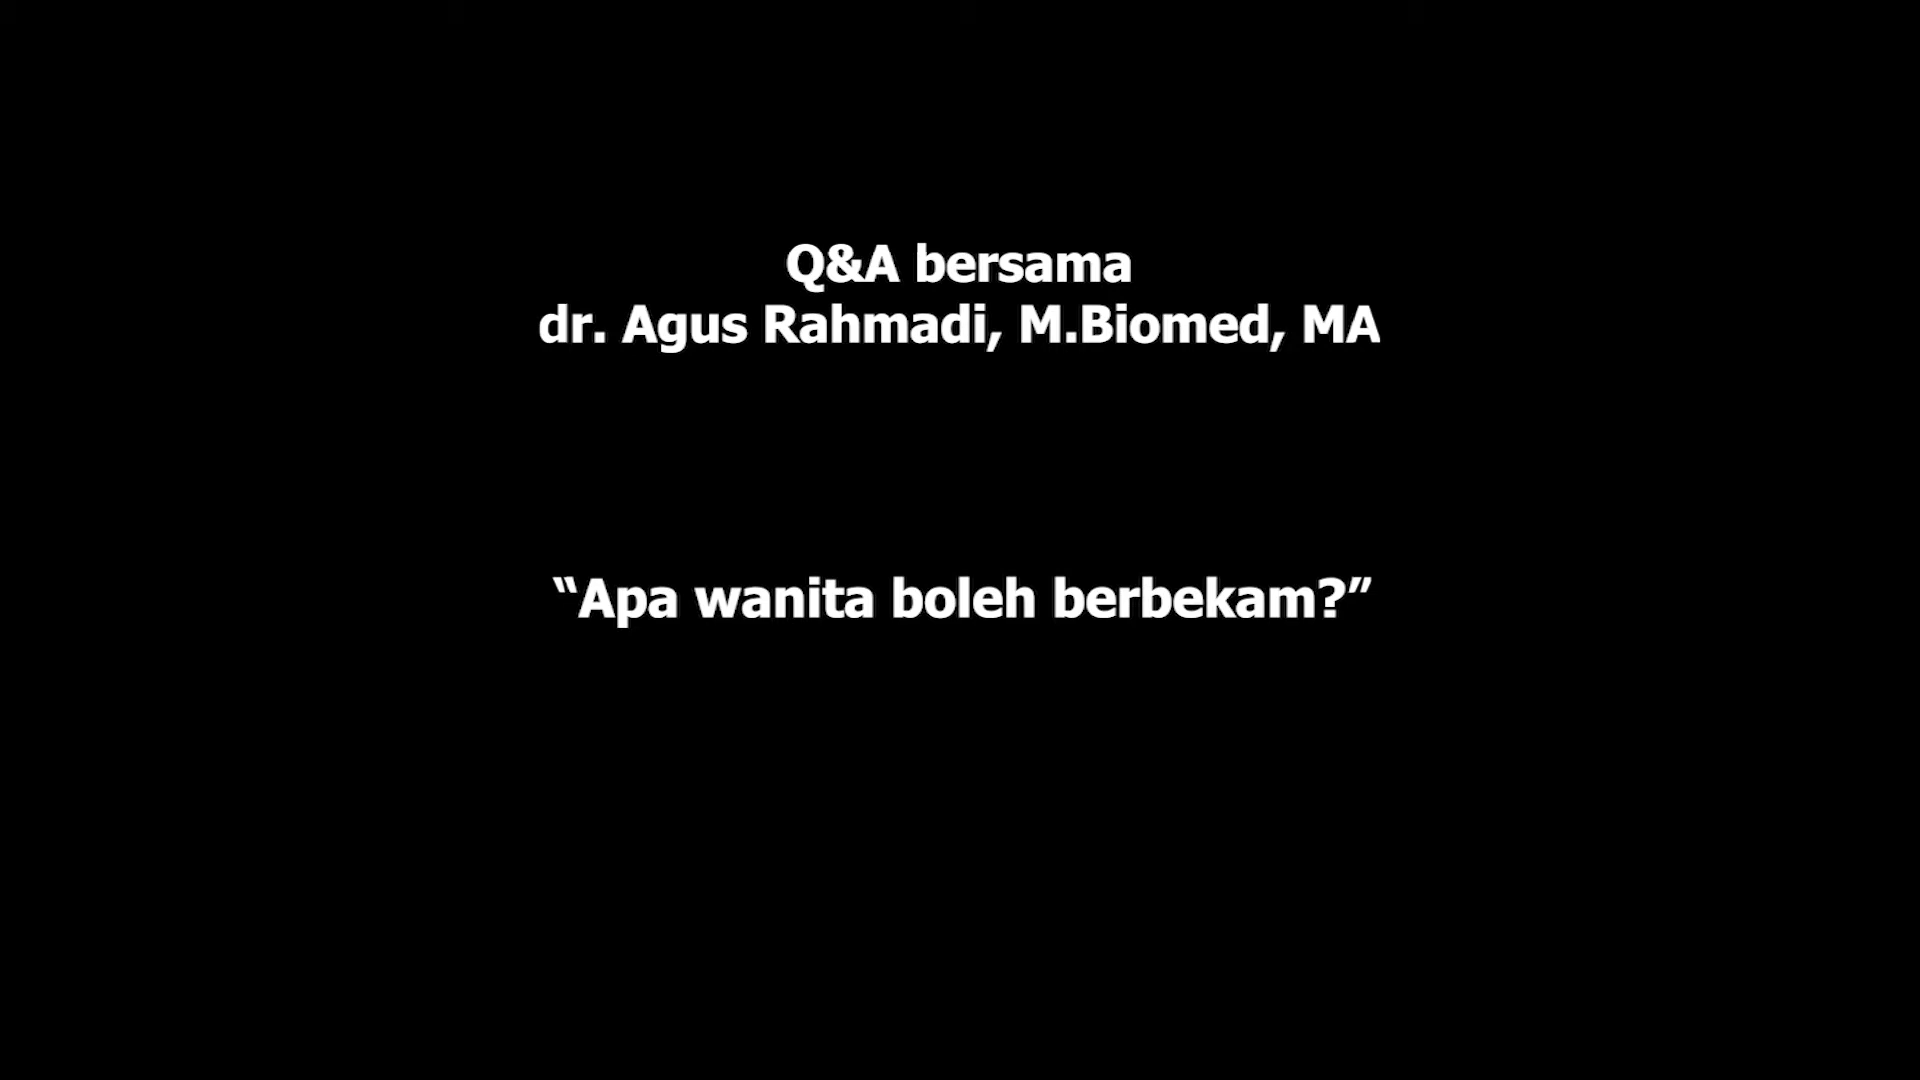 Q&A bersama
dr. Agus Rahmadi, M.Biomed, MA
“Apa wanita boleh berbekam?”